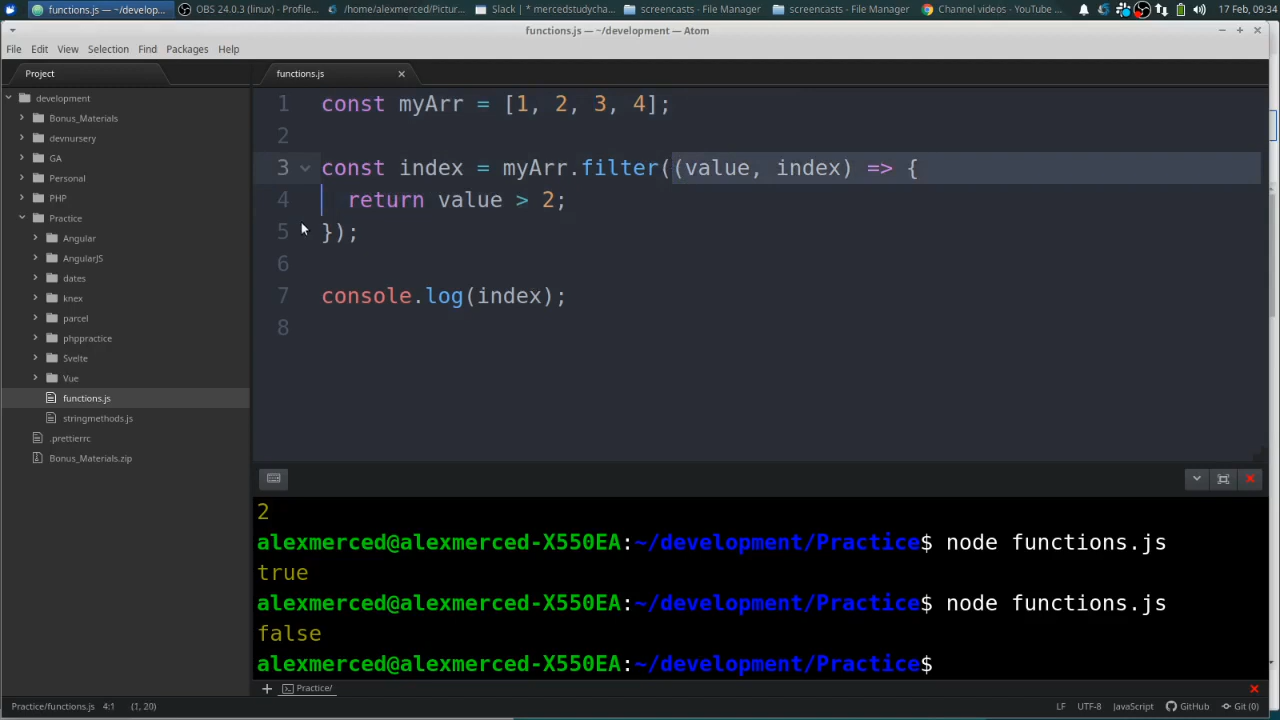 functions.js — ~/develop...
OBS 24.0.3 (linux) - Profile...
/home/alexmerced/Pictur...
Slack | * mercedstudycha...
screencasts - File Manager
screencasts - File Manager
Channel videos - YouTube ...
17 Feb, 09:34
functions.js — ~/development — Atom
File Edit View Selection Find Packages Help
Project
functions.js
development
Bonus_Materials
devnursery
GA
Personal
PHP
Practice
Angular
AngularJS
dates
knex
parcel
phppractice
Svelte
Vue
functions.js
stringmethods.js
.prettierrc
Bonus_Materials.zip
1 const myArr = [1, 2, 3, 4];
2
3 const index = myArr.filter((value, index) => {
4 return value > 2;
5 });
6
7 console.log(index);
8
2
alexmerced@alexmerced-X550EA:~/development/Practice$ node functions.js
true
alexmerced@alexmerced-X550EA:~/development/Practice$ node functions.js
false
alexmerced@alexmerced-X550EA:~/development/Practice$
Practice/
Practice/functions.js 4:1 (1, 20)
LF UTF-8 JavaScript GitHub Git (0)